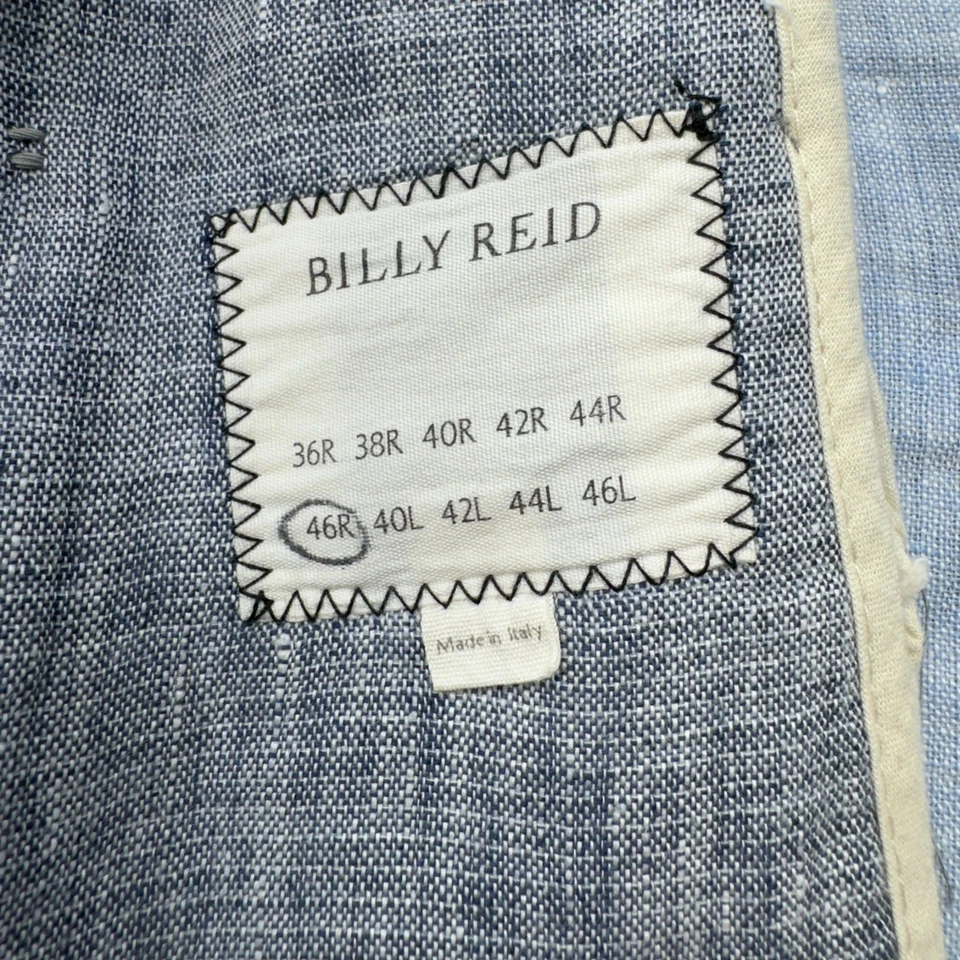 BILLY REID
36R 38R 40R 42R 44R
46R 40L 42L 44L 46L
Made in Italy